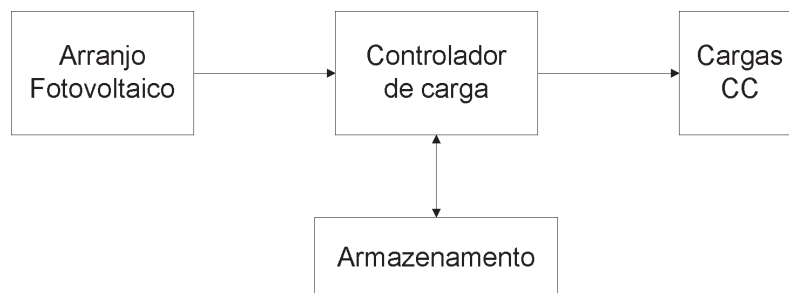 Arranjo
Fotovoltaico
Controlador
de carga
Cargas
CC
Armazenamento